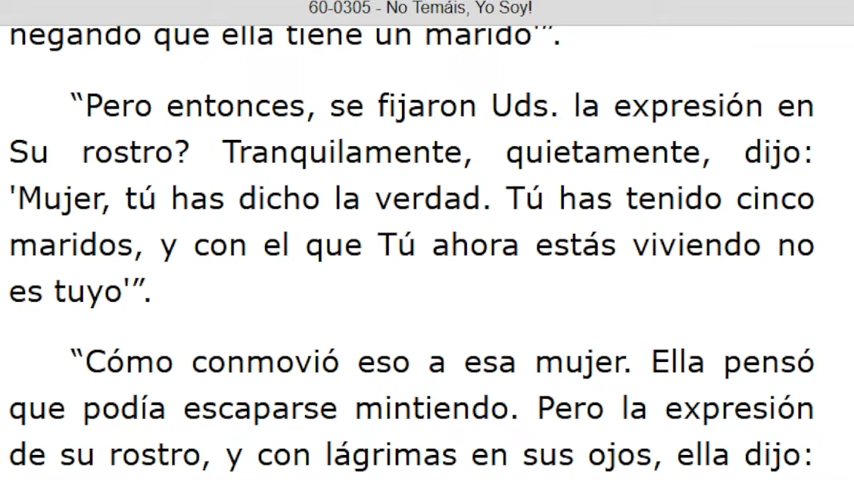 60-0305 - No Temáis, Yo Soy!
negando que ella tiene un marido'”.
“Pero entonces, se fijaron Uds. la expresión en
Su rostro? Tranquilamente, quietamente, dijo:
'Mujer, tú has dicho la verdad. Tú has tenido cinco
maridos, y con el que Tú ahora estás viviendo no
es tuyo'”.
“Cómo conmovió eso a esa mujer. Ella pensó
que podía escaparse mintiendo. Pero la expresión
de su rostro, y con lágrimas en sus ojos, ella dijo: